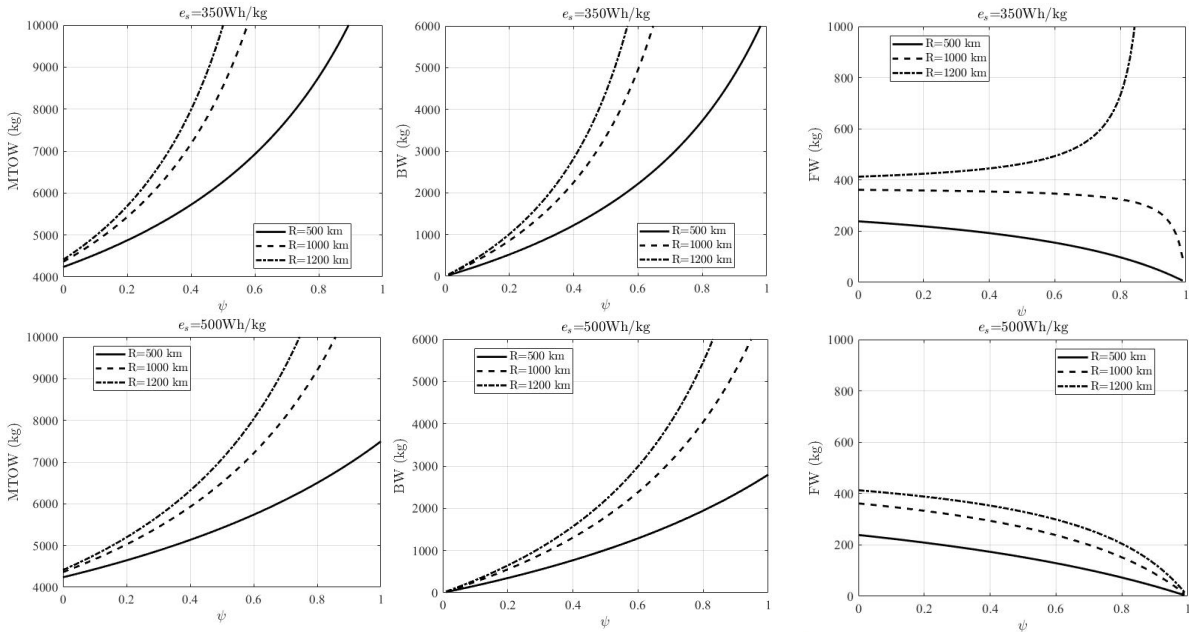 e_s=350Wh/kg
MTOW (kg)
10000
9000
8000
7000
6000
5000
4000
R=500 km
R=1000 km
R=1200 km
0 0.2 0.4 0.6 0.8 1
ψ
e_s=350Wh/kg
BW (kg)
6000
5000
4000
3000
2000
1000
0
R=500 km
R=1000 km
R=1200 km
0 0.2 0.4 0.6 0.8 1
ψ
e_s=350Wh/kg
FW (kg)
1000
800
600
400
200
0
R=500 km
R=1000 km
R=1200 km
0 0.2 0.4 0.6 0.8 1
ψ
e_s=500Wh/kg
MTOW (kg)
10000
9000
8000
7000
6000
5000
4000
R=500 km
R=1000 km
R=1200 km
0 0.2 0.4 0.6 0.8 1
ψ
e_s=500Wh/kg
BW (kg)
6000
5000
4000
3000
2000
1000
0
R=500 km
R=1000 km
R=1200 km
0 0.2 0.4 0.6 0.8 1
ψ
e_s=500Wh/kg
FW (kg)
1000
800
600
400
200
0
R=500 km
R=1000 km
R=1200 km
0 0.2 0.4 0.6 0.8 1
ψ